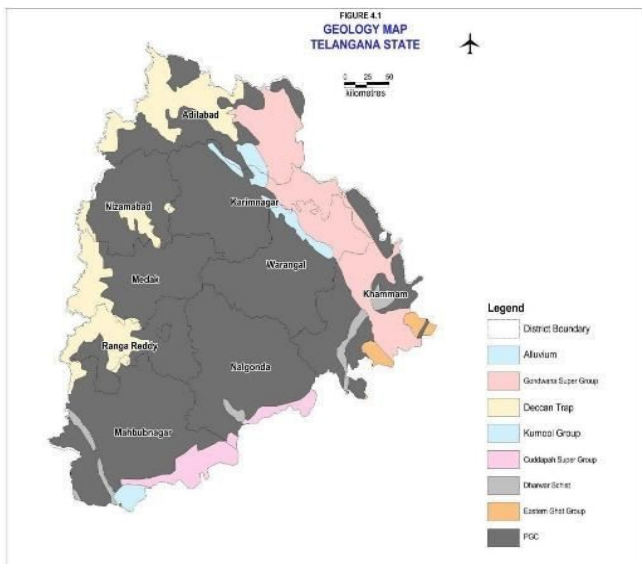 FIGURE 4.1
GEOLOGY MAP
TELANGANA STATE
0 25 50
kilometres
Adilabad
Nizamabad
Karimnagar
Warangal
Medak
Khammam
Ranga Reddy
Nalgonda
Mahbubnagar
Legend
District Boundary
Alluvium
Gondwana Super Group
Deccan Trap
Kurnool Group
Cuddapah Super Group
Dharwar Schist
Eastern Ghat Group
PGC